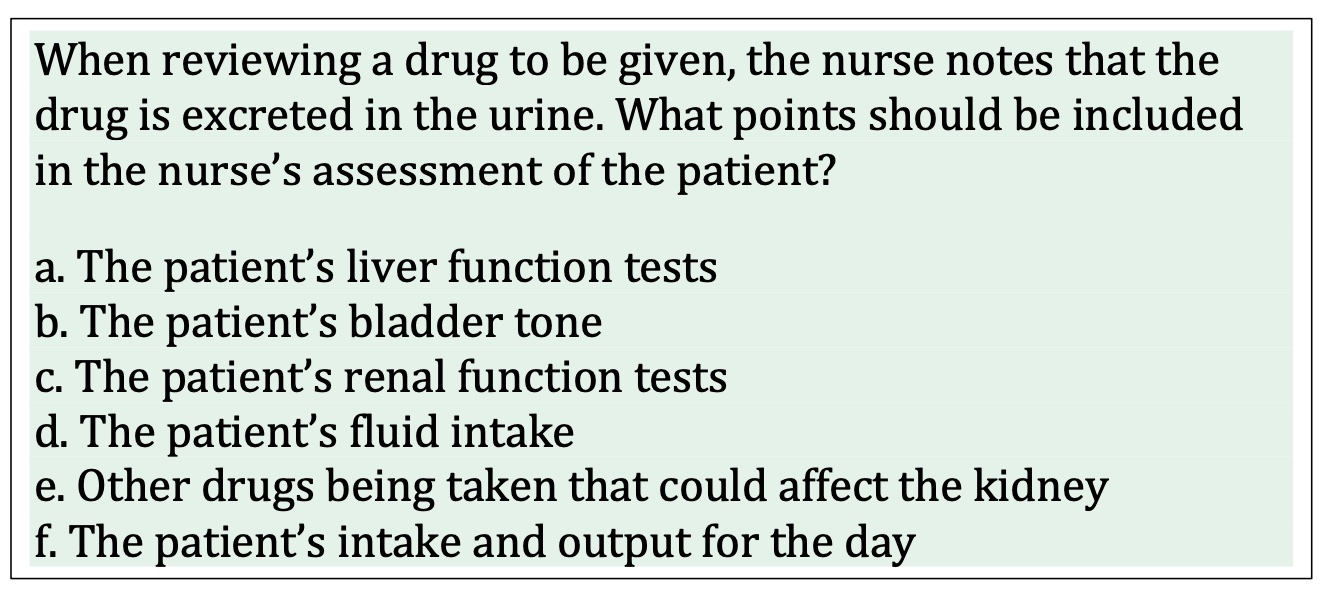 When reviewing a drug to be given, the nurse notes that the
drug is excreted in the urine. What points should be included
in the nurse’s assessment of the patient?
a. The patient’s liver function tests
b. The patient’s bladder tone
c. The patient’s renal function tests
d. The patient’s fluid intake
e. Other drugs being taken that could affect the kidney
f. The patient’s intake and output for the day